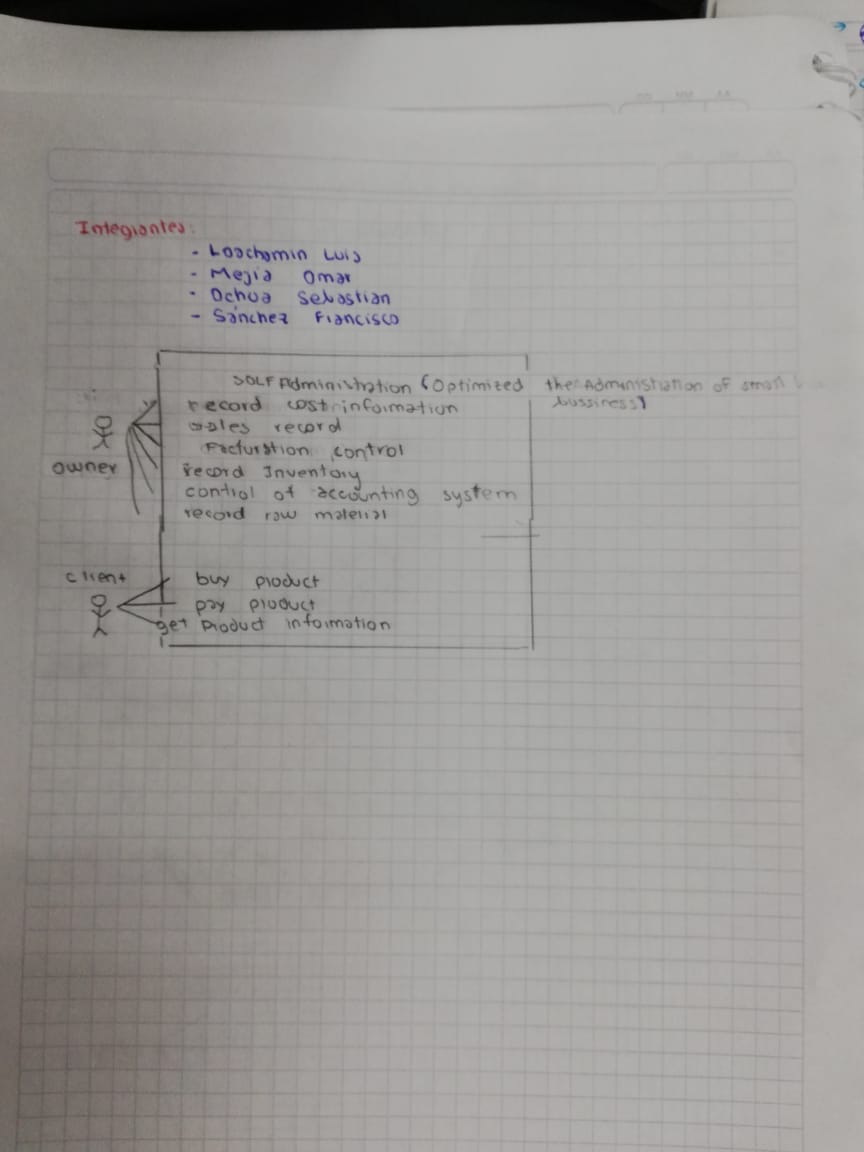 Integrantes:
- Loachamin Luis
- Mejia Omar
- Ochoa Sebastian
- Sánchez Francisco
SOLF Administration (Optimized the Administration of small
bussiness)
record cost information
sales record
Facturation control
owner
record Inventory
control of accounting system
record raw material
client
buy product
pay product
get product information